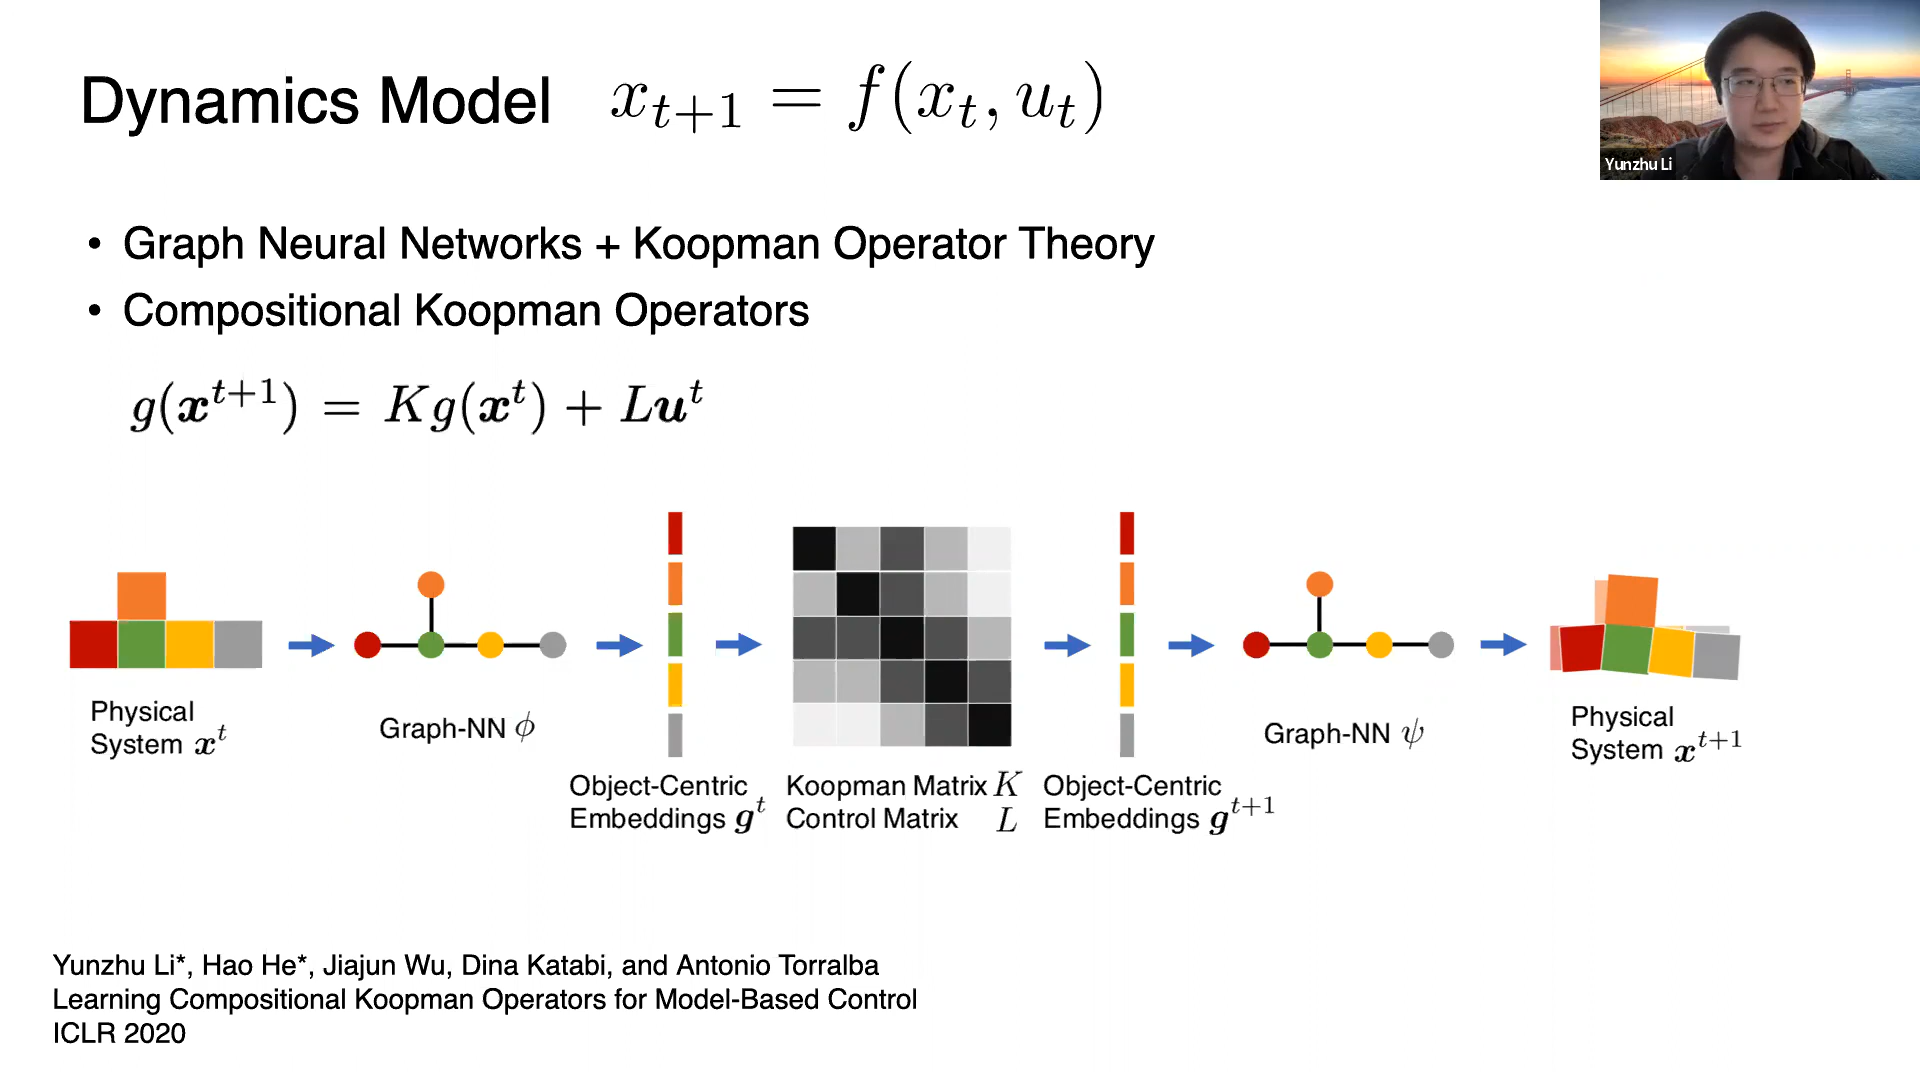 Dynamics Model x_{t+1} = f(x_t, u_t)
Yunzhu Li
• Graph Neural Networks + Koopman Operator Theory
• Compositional Koopman Operators
g(x^{t+1}) = Kg(x^t) + Lu^t
Physical
System x^t
Graph-NN ϕ
Object-Centric
Embeddings g^t
Koopman Matrix K
Control Matrix L
Object-Centric
Embeddings g^{t+1}
Graph-NN ψ
Physical
System x^{t+1}
Yunzhu Li*, Hao He*, Jiajun Wu, Dina Katabi, and Antonio Torralba
Learning Compositional Koopman Operators for Model-Based Control
ICLR 2020